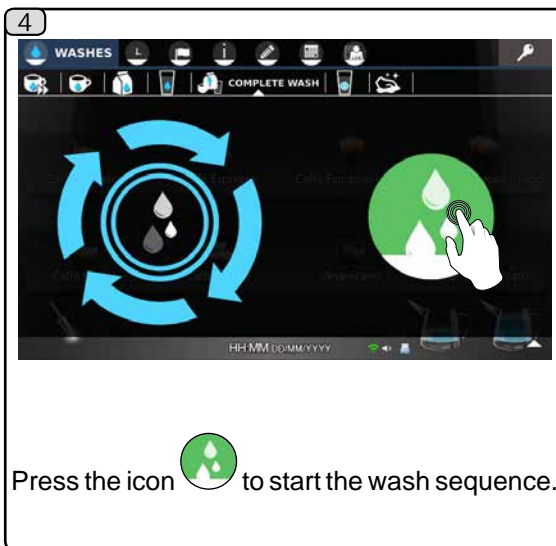 4
WASHES
COMPLETE WASH
HH:MM DD/MM/YYYY
Press the icon to start the wash sequence.